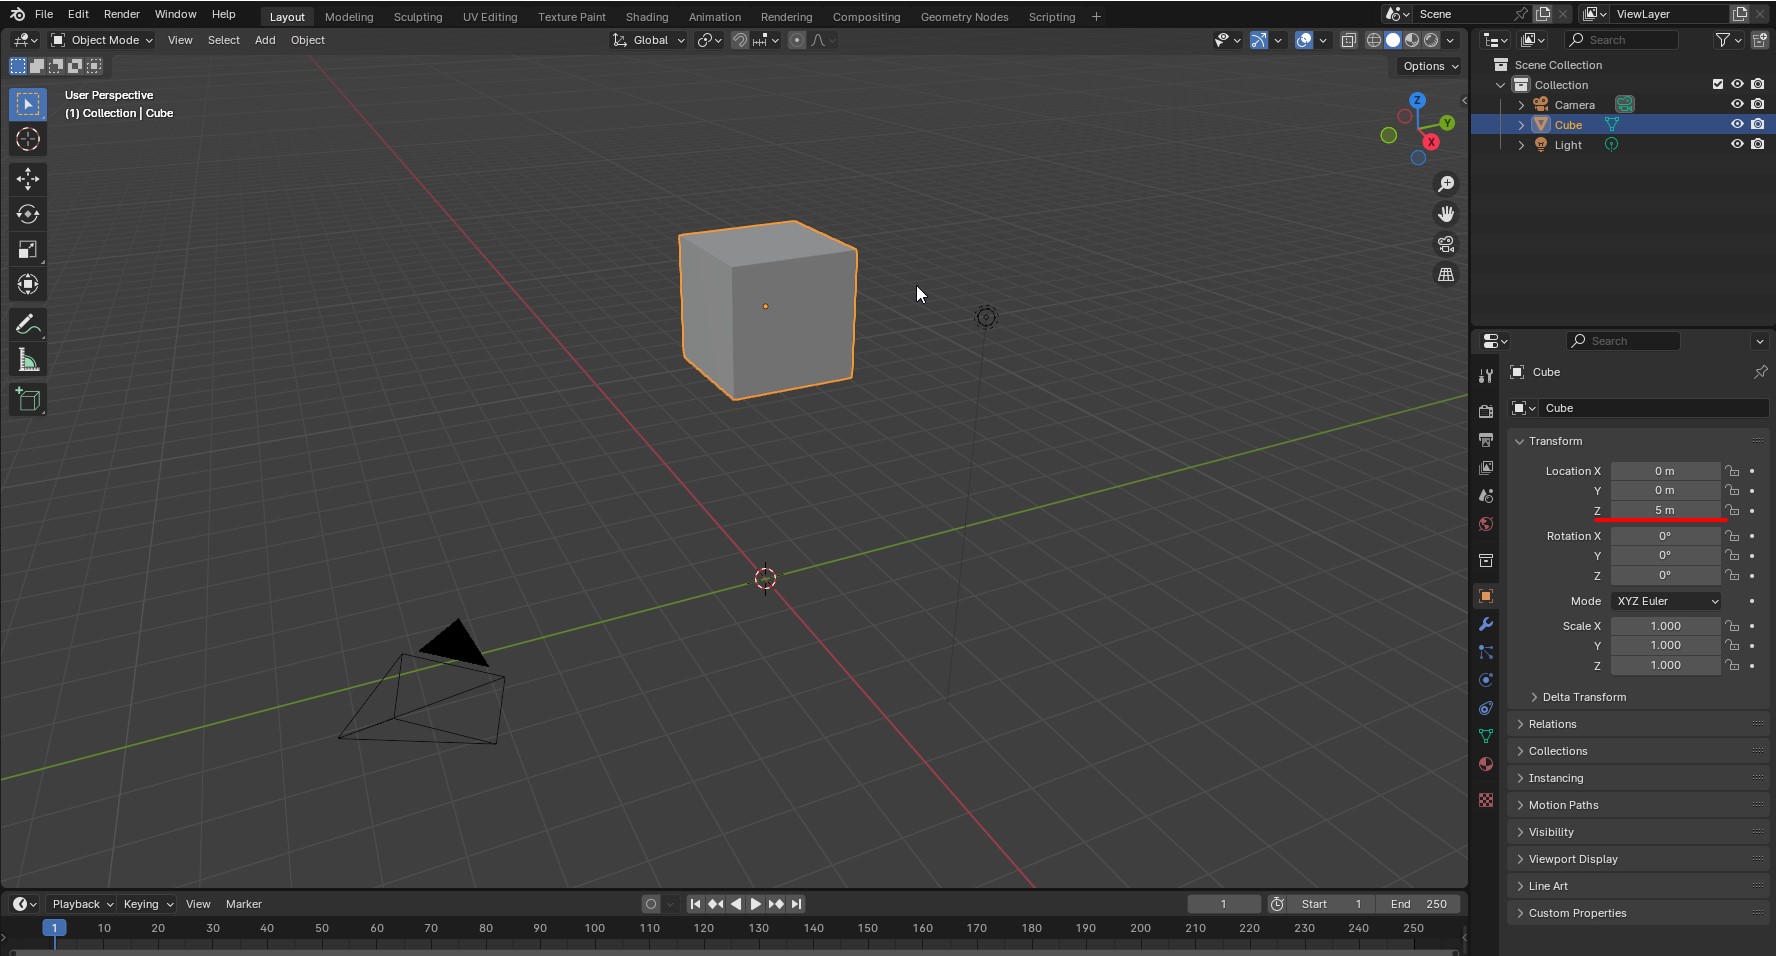 File Edit Render Window Help Layout Modeling Sculpting UV Editing Texture Paint Shading Animation Rendering Compositing Geometry Nodes Scripting + Scene ViewLayer
Object Mode View Select Add Object Global Search
Options
User Perspective
(1) Collection | Cube
Z
Y
X
Scene Collection
Collection
Camera
Cube
Light
Search
Cube
Cube
Transform
Location X 0 m
Y 0 m
Z 5 m
Rotation X 0°
Y 0°
Z 0°
Mode XYZ Euler
Scale X 1.000
Y 1.000
Z 1.000
Delta Transform
Relations
Collections
Instancing
Motion Paths
Visibility
Viewport Display
Line Art
Custom Properties
Playback Keying View Marker 1 Start 1 End 250
1 10 20 30 40 50 60 70 80 90 100 110 120 130 140 150 160 170 180 190 200 210 220 230 240 250